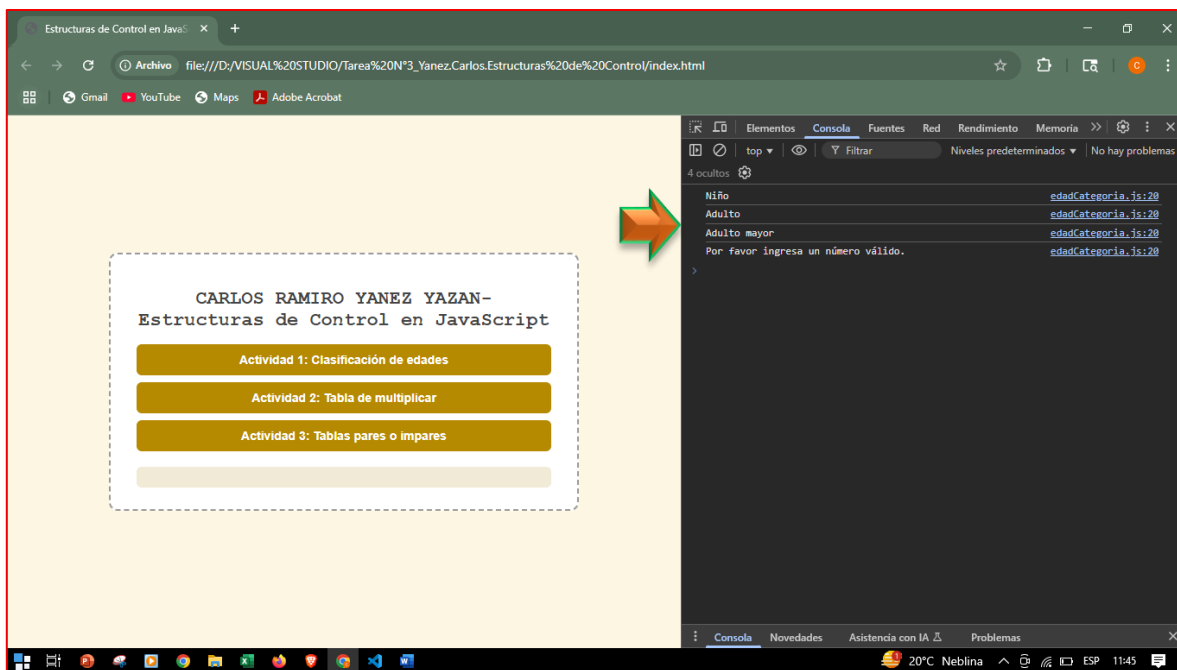 Estructuras de Control en JavaS
Archivo file:///D:/VISUAL%20STUDIO/Tarea%20N°3_Yanez.Carlos.Estructuras%20de%20Control/index.html
C
Gmail YouTube Maps Adobe Acrobat
Elementos Consola Fuentes Red Rendimiento Memoria
top Filtrar Niveles predeterminados No hay problemas
4 ocultos
Niño edadCategoria.js:20
Adulto edadCategoria.js:20
Adulto mayor edadCategoria.js:20
Por favor ingresa un número válido. edadCategoria.js:20
CARLOS RAMIRO YANEZ YAZAN-
Estructuras de Control en JavaScript
Actividad 1: Clasificación de edades
Actividad 2: Tabla de multiplicar
Actividad 3: Tablas pares o impares
Consola Novedades Asistencia con IA Problemas
20°C Neblina ESP 11:45